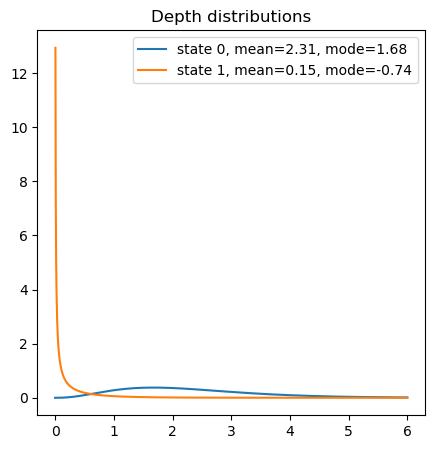 Depth distributions
state 0, mean=2.31, mode=1.68
state 1, mean=0.15, mode=-0.74
12
10
8
6
4
2
0
0 1 2 3 4 5 6